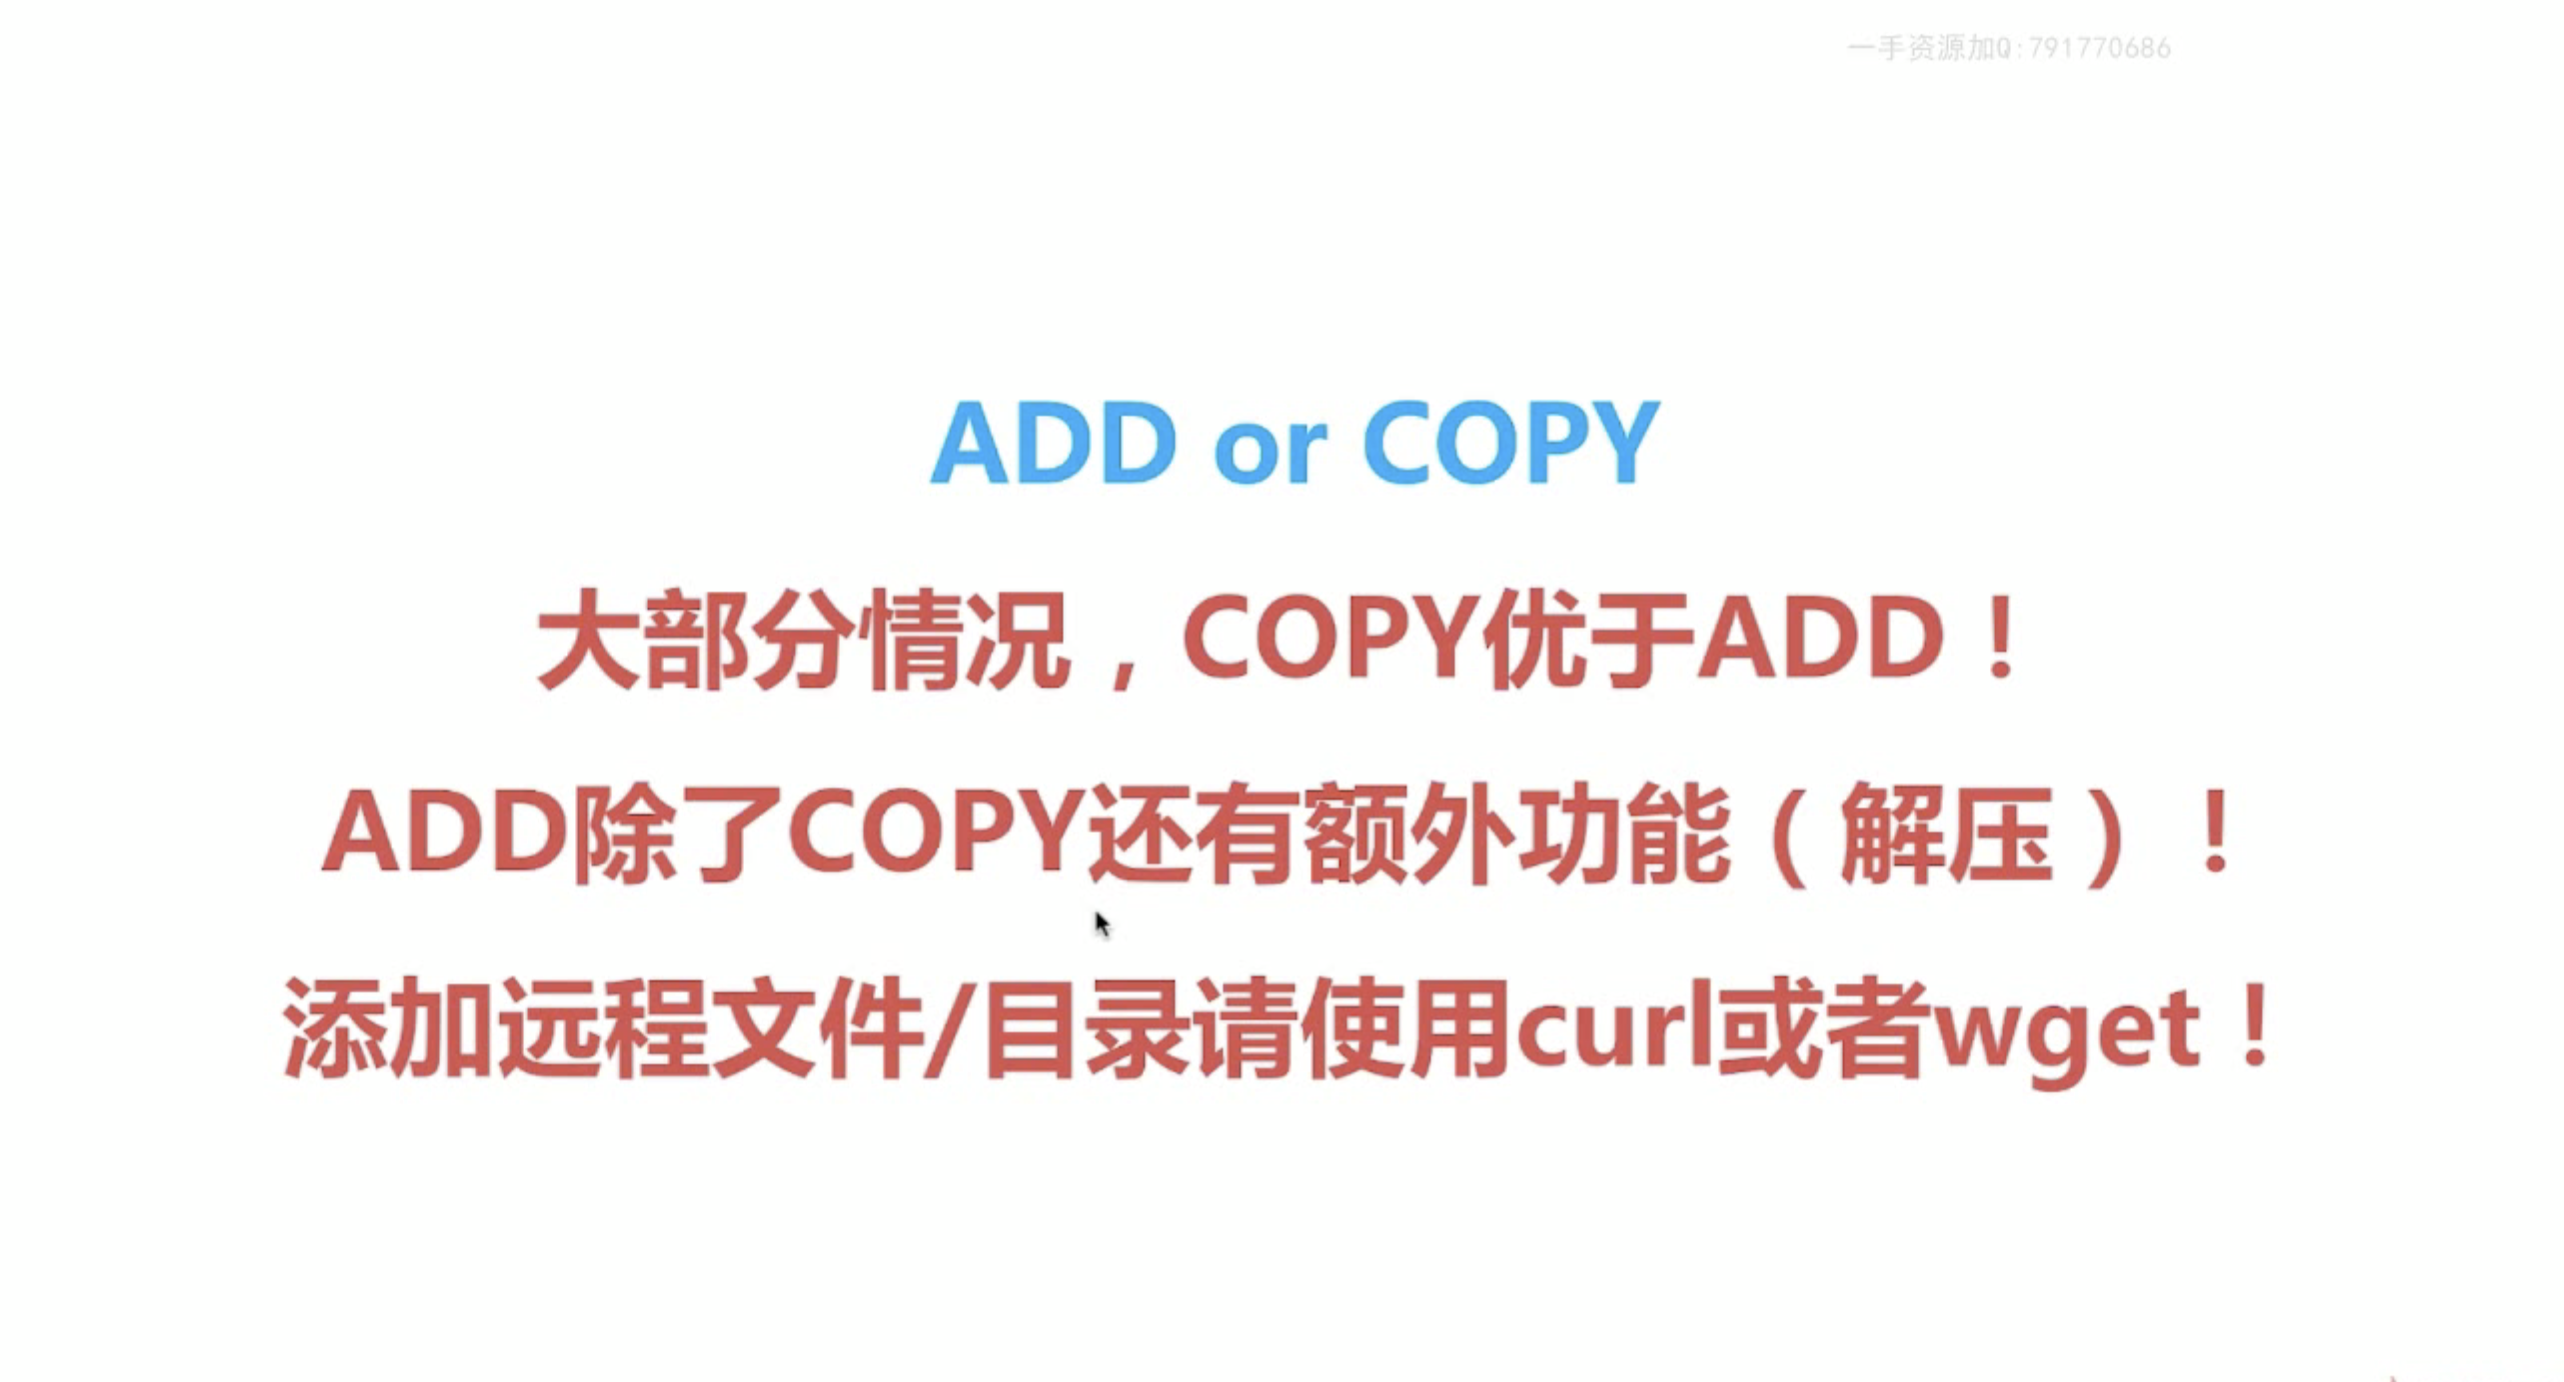 一手资源加Q:791770686
ADD or COPY
大部分情况，COPY优于ADD！
ADD除了COPY还有额外功能（解压）！
添加远程文件/目录请使用curl或者wget！